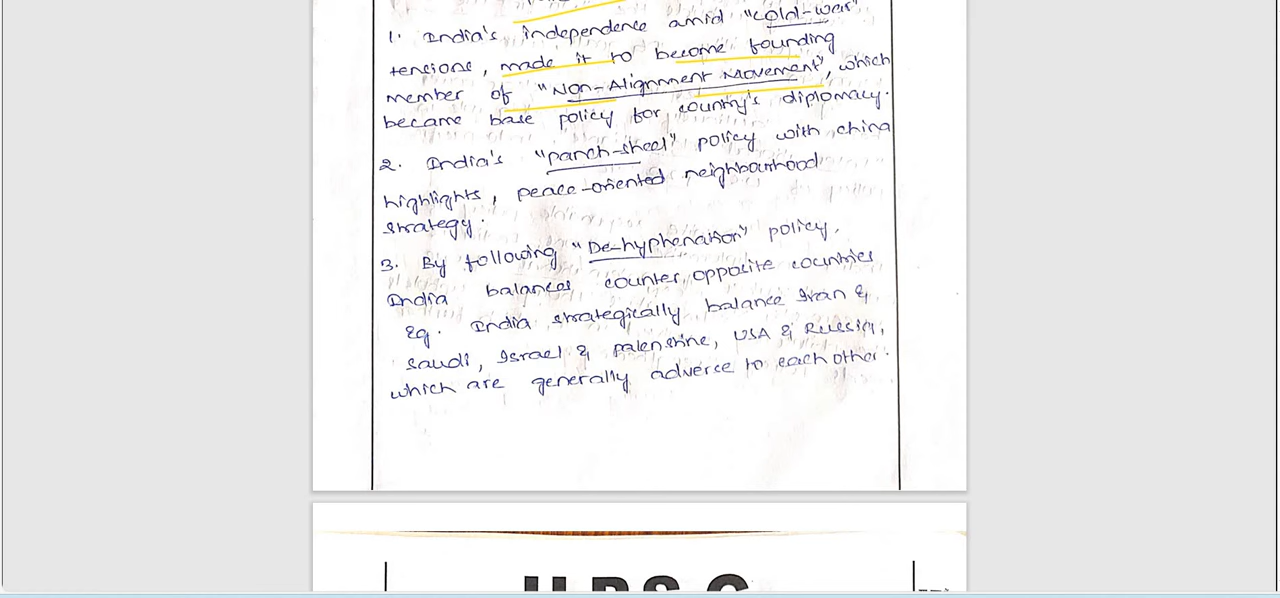 1. India's independence amid "cold-war"
tensions, made it to become founding
member of "Non-Alignment Movement", which
became base policy for country's diplomacy.
2. India's "panch-sheel" policy with china
highlights, peace-oriented neighbourhood
strategy.
3. By following "De-hyphenation" policy,
India balances counter, opposite countries
Eg. India strategically balance Iran &
Saudi, Israel & palenstine, USA & Russia,
which are generally adverse to each other.
U.P.S.C